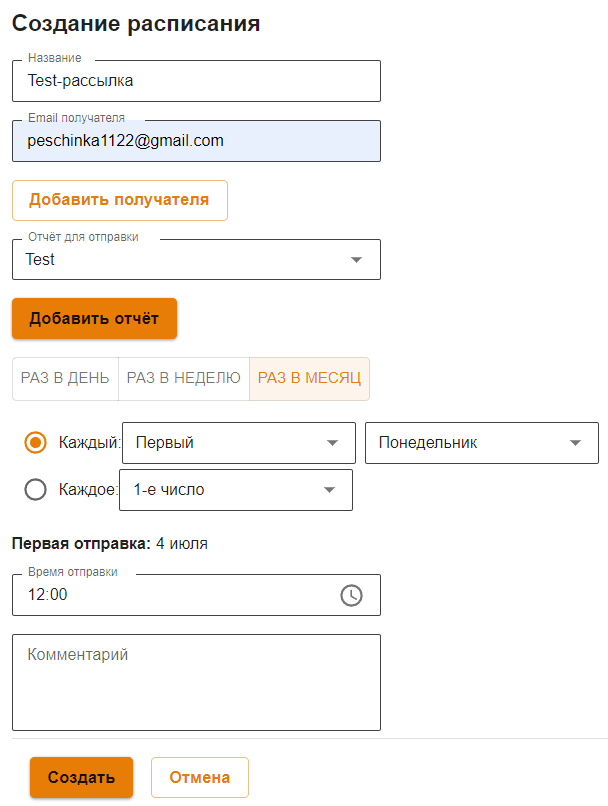 Создание расписания
Название
Test-рассылка
Email получателя
peschinka1122@gmail.com
Добавить получателя
Отчёт для отправки
Test
Добавить отчёт
РАЗ В ДЕНЬ РАЗ В НЕДЕЛЮ РАЗ В МЕСЯЦ
Каждый: Первый Понедельник
Каждое: 1-е число
Первая отправка: 4 июля
Время отправки
12:00
Комментарий
Создать Отмена